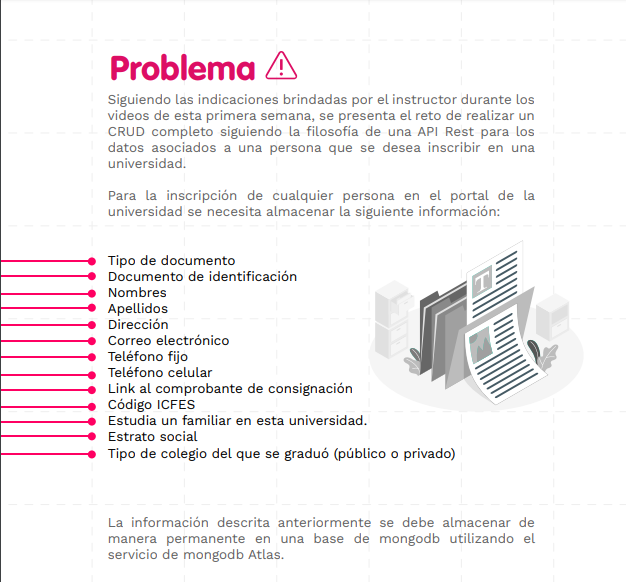 Problema
Siguiendo las indicaciones brindadas por el instructor durante los
videos de esta primera semana, se presenta el reto de realizar un
CRUD completo siguiendo la filosofía de una API Rest para los
datos asociados a una persona que se desea inscribir en una
universidad.
Para la inscripción de cualquier persona en el portal de la
universidad se necesita almacenar la siguiente información:
Tipo de documento
Documento de identificación
Nombres
Apellidos
Dirección
Correo electrónico
Teléfono fijo
Teléfono celular
Link al comprobante de consignación
Código ICFES
Estudia un familiar en esta universidad.
Estrato social
Tipo de colegio del que se graduó (público o privado)
T
La información descrita anteriormente se debe almacenar de
manera permanente en una base de mongodb utilizando el
servicio de mongodb Atlas.